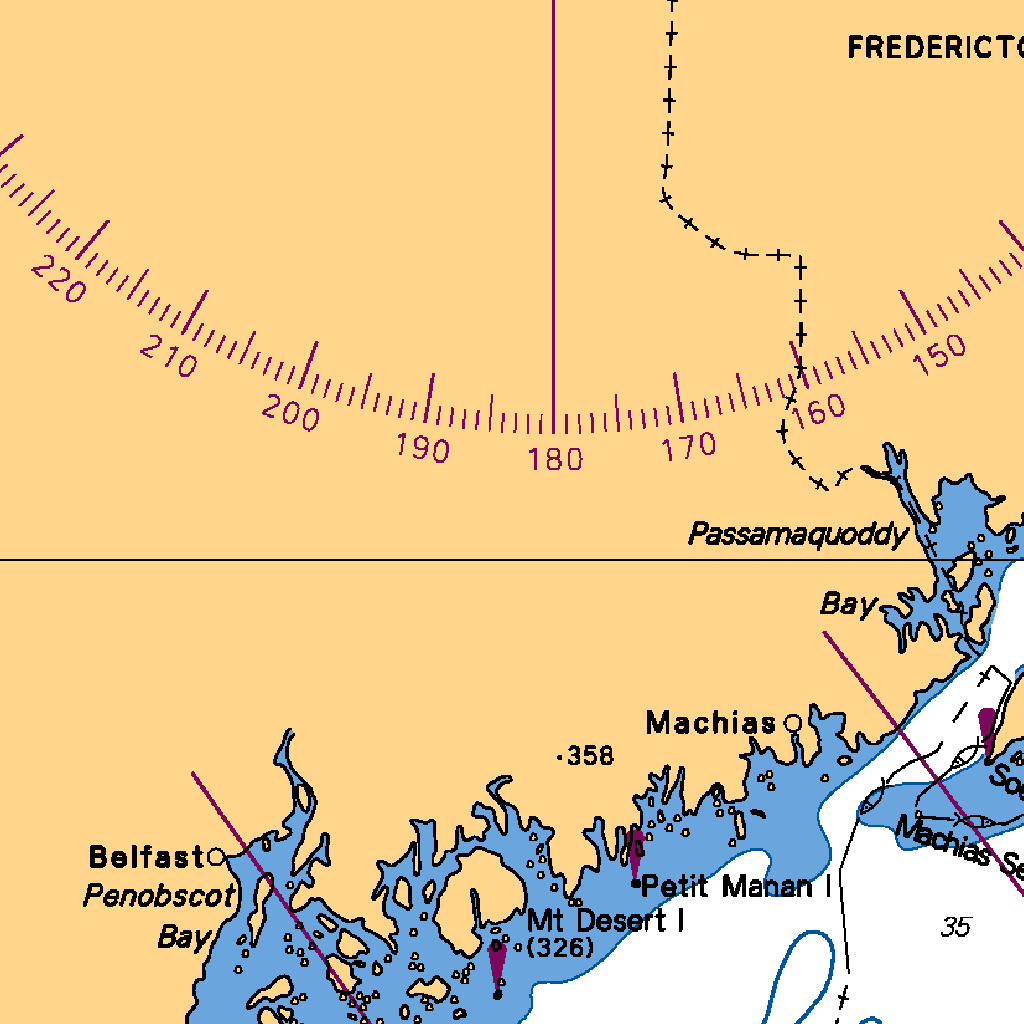 FREDERICTO
220
210
200
190
180
170
160
150
Passamaquoddy
Bay
Machias
358
Belfast
Penobscot
Bay
Petit Manan I
Mt Desert I
(326)
Machias Se
So
35